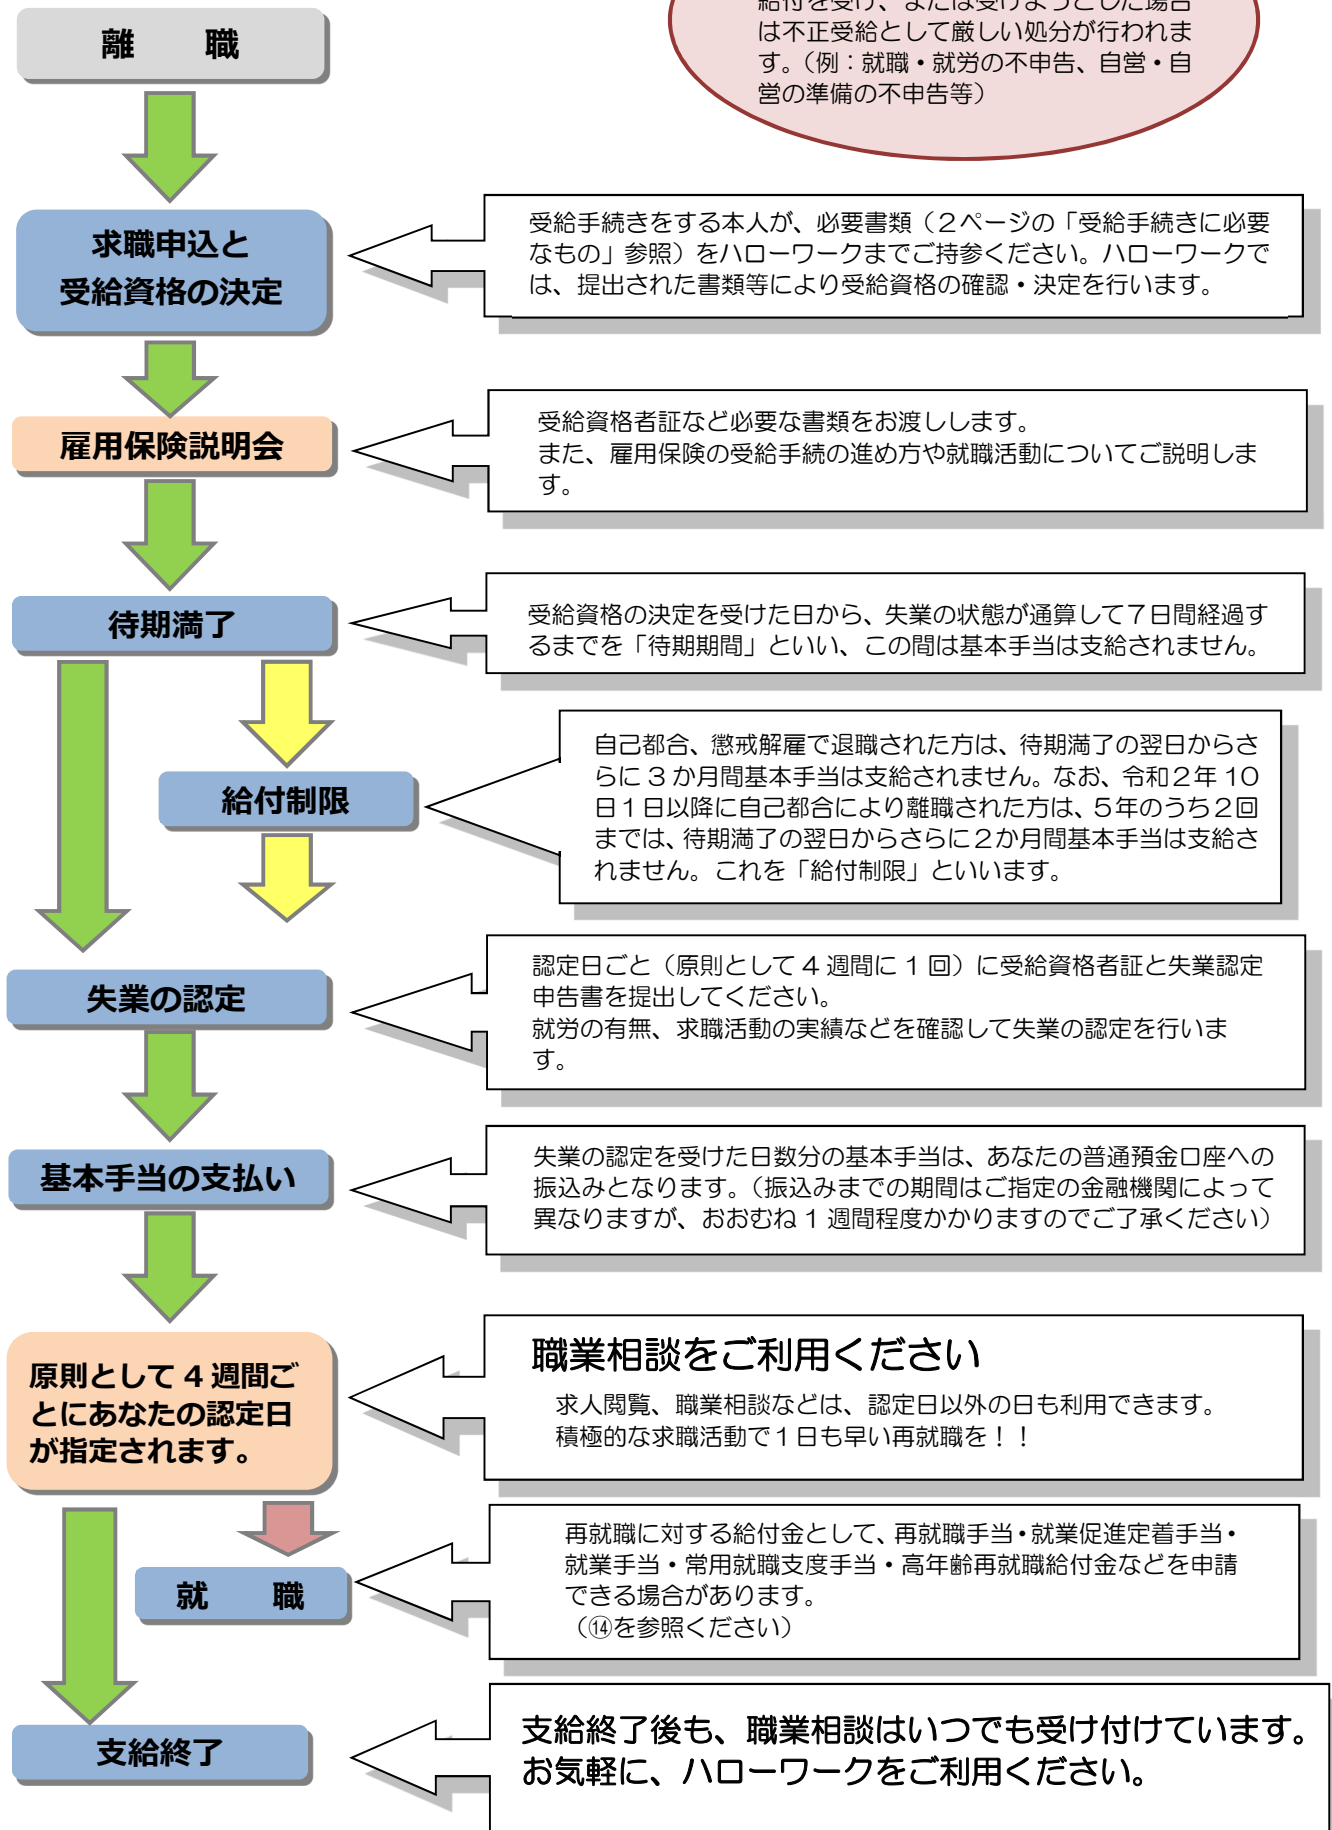 給付を受け、または受けようとした場合
は不正受給として厳しい処分が行われま
す。（例：就職・就労の不申告、自営・自
営の準備の不申告等）
離　職
求職申込と
受給資格の決定
受給手続きをする本人が、必要書類（２ページの「受給手続きに必要
なもの」参照）をハローワークまでご持参ください。ハローワークで
は、提出された書類等により受給資格の確認・決定を行います。
雇用保険説明会
受給資格者証など必要な書類をお渡しします。
また、雇用保険の受給手続の進め方や就職活動についてご説明しま
す。
待期満了
受給資格の決定を受けた日から、失業の状態が通算して７日間経過す
るまでを「待期期間」といい、この間は基本手当は支給されません。
給付制限
自己都合、懲戒解雇で退職された方は、待期満了の翌日からさ
らに３か月間基本手当は支給されません。なお、令和２年１０
日１日以降に自己都合により離職された方は、５年のうち２回
までは、待期満了の翌日からさらに２か月間基本手当は支給さ
れません。これを「給付制限」といいます。
失業の認定
認定日ごと（原則として４週間に１回）に受給資格者証と失業認定
申告書を提出してください。
就労の有無、求職活動の実績などを確認して失業の認定を行いま
す。
基本手当の支払い
失業の認定を受けた日数分の基本手当は、あなたの普通預金口座への
振込みとなります。（振込みまでの期間はご指定の金融機関によって
異なりますが、おおむね１週間程度かかりますのでご了承ください）
原則として４週間ご
とにあなたの認定日
が指定されます。
職業相談をご利用ください
求人閲覧、職業相談などは、認定日以外の日も利用できます。
積極的な求職活動で１日も早い再就職を！！
就　職
再就職に対する給付金として、再就職手当・就業促進定着手当・
就業手当・常用就職支度手当・高年齢再就職給付金などを申請
できる場合があります。
（⑭を参照ください）
支給終了
支給終了後も、職業相談はいつでも受け付けています。
お気軽に、ハローワークをご利用ください。